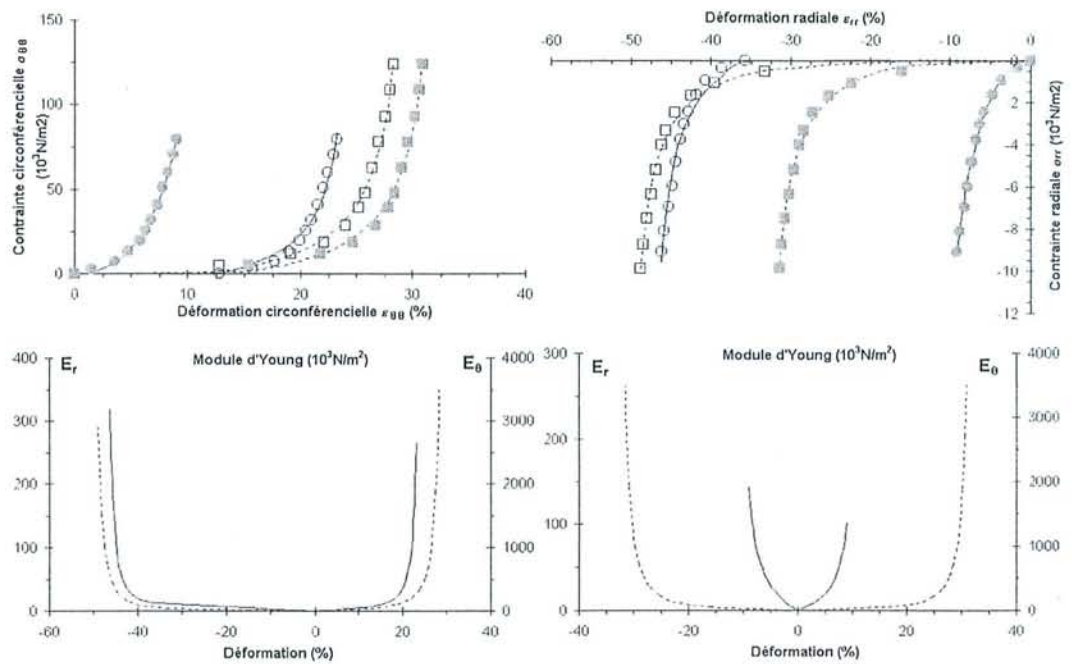 150
100
50
0
Contrainte circonférencielle σθθ
(10³N/m2)
0 10 20 30 40
Déformation circonférencielle εθθ (%)
Déformation radiale εrr (%)
-60 -50 -40 -30 -20 -10 0
0
-2
-4
-6
-8
-10
-12
Contrainte radiale σrr (10³N/m2)
400
300
200
100
0
Er
Module d'Young (10³N/m²)
Eθ
4000
3000
2000
1000
0
-60 -40 -20 0 20 40
Déformation (%)
300
200
100
0
Er
Module d'Young (10³N/m²)
Eθ
4000
3000
2000
1000
0
-40 -20 0 20 40
Déformation (%)